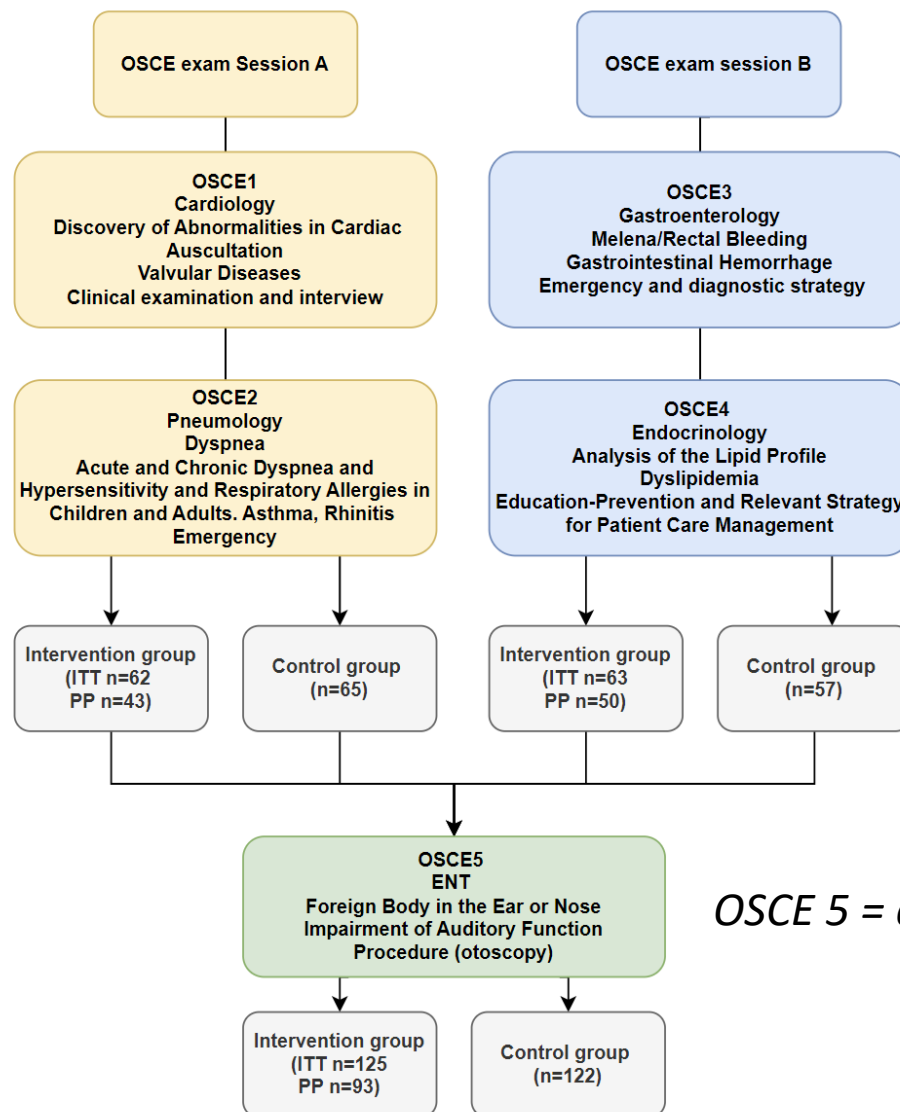 OSCE exam Session A
OSCE exam session B
OSCE1
Cardiology
Discovery of Abnormalities in Cardiac
Auscultation
Valvular Diseases
Clinical examination and interview
OSCE3
Gastroenterology
Melena/Rectal Bleeding
Gastrointestinal Hemorrhage
Emergency and diagnostic strategy
OSCE2
Pneumology
Dyspnea
Acute and Chronic Dyspnea and
Hypersensitivity and Respiratory Allergies in
Children and Adults. Asthma, Rhinitis
Emergency
OSCE4
Endocrinology
Analysis of the Lipid Profile
Dyslipidemia
Education-Prevention and Relevant Strategy
for Patient Care Management
Intervention group
(ITT n=62
PP n=43)
Control group
(n=65)
Intervention group
(ITT n=63
PP n=50)
Control group
(n=57)
OSCE5
ENT
Foreign Body in the Ear or Nose
Impairment of Auditory Function
Procedure (otoscopy)
OSCE 5 =
Intervention group
(ITT n=125
PP n=93)
Control group
(n=122)